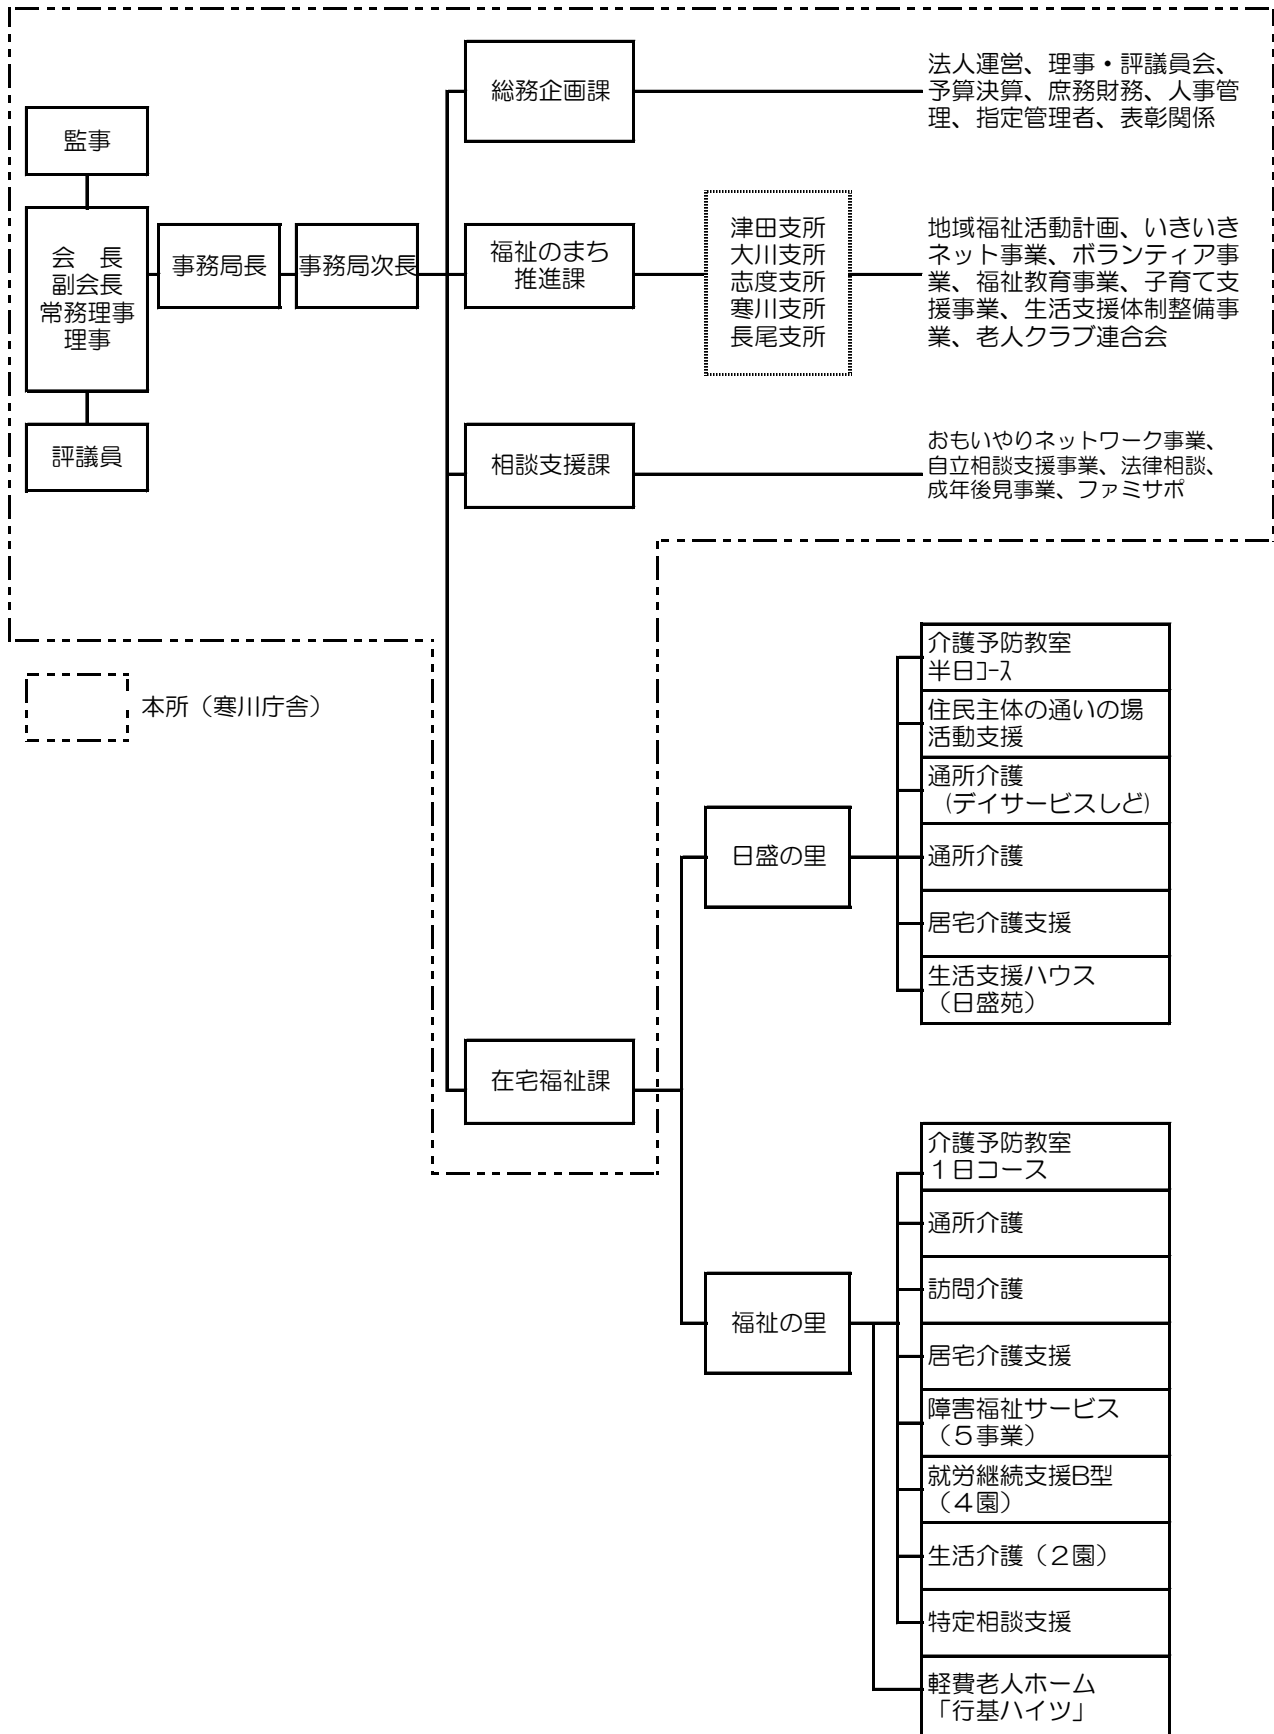 総務企画課
法人運営、理事・評議員会、
予算決算、庶務財務、人事管
理、指定管理者、表彰関係
監事
会　長
副会長
常務理事
理事
事務局長
事務局次長
福祉のまち
推進課
津田支所
大川支所
志度支所
寒川支所
長尾支所
地域福祉活動計画、いきいき
ネット事業、ボランティア事
業、福祉教育事業、子育て支
援事業、生活支援体制整備事
業、老人クラブ連合会
評議員
相談支援課
おもいやりネットワーク事業、
自立相談支援事業、法律相談、
成年後見事業、ファミサポ
本所（寒川庁舎）
在宅福祉課
日盛の里
介護予防教室
半日ｺｰｽ
住民主体の通いの場
活動支援
通所介護
（デイサービスしど）
通所介護
居宅介護支援
生活支援ハウス
（日盛苑）
福祉の里
介護予防教室
１日コース
通所介護
訪問介護
居宅介護支援
障害福祉サービス
（５事業）
就労継続支援B型
（４園）
生活介護（２園）
特定相談支援
軽費老人ホーム
「行基ハイツ」